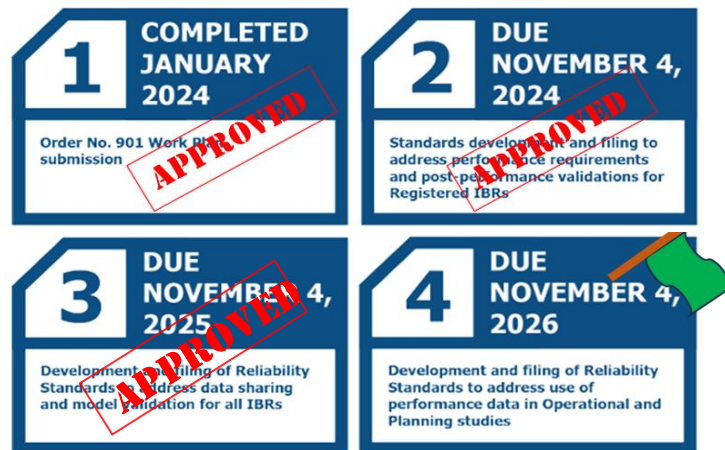 1
COMPLETED
JANUARY
2024
Order No. 901 Work Plan
submission
APPROVED
2
DUE
NOVEMBER 4,
2024
Standards development and filing to
address performance requirements
and post-performance validations for
Registered IBRs
APPROVED
3
DUE
NOVEMBER 4,
2025
Development and filing of Reliability
Standards to address data sharing
and model validation for all IBRs
APPROVED
4
DUE
NOVEMBER 4,
2026
Development and filing of Reliability
Standards to address use of
performance data in Operational and
Planning studies